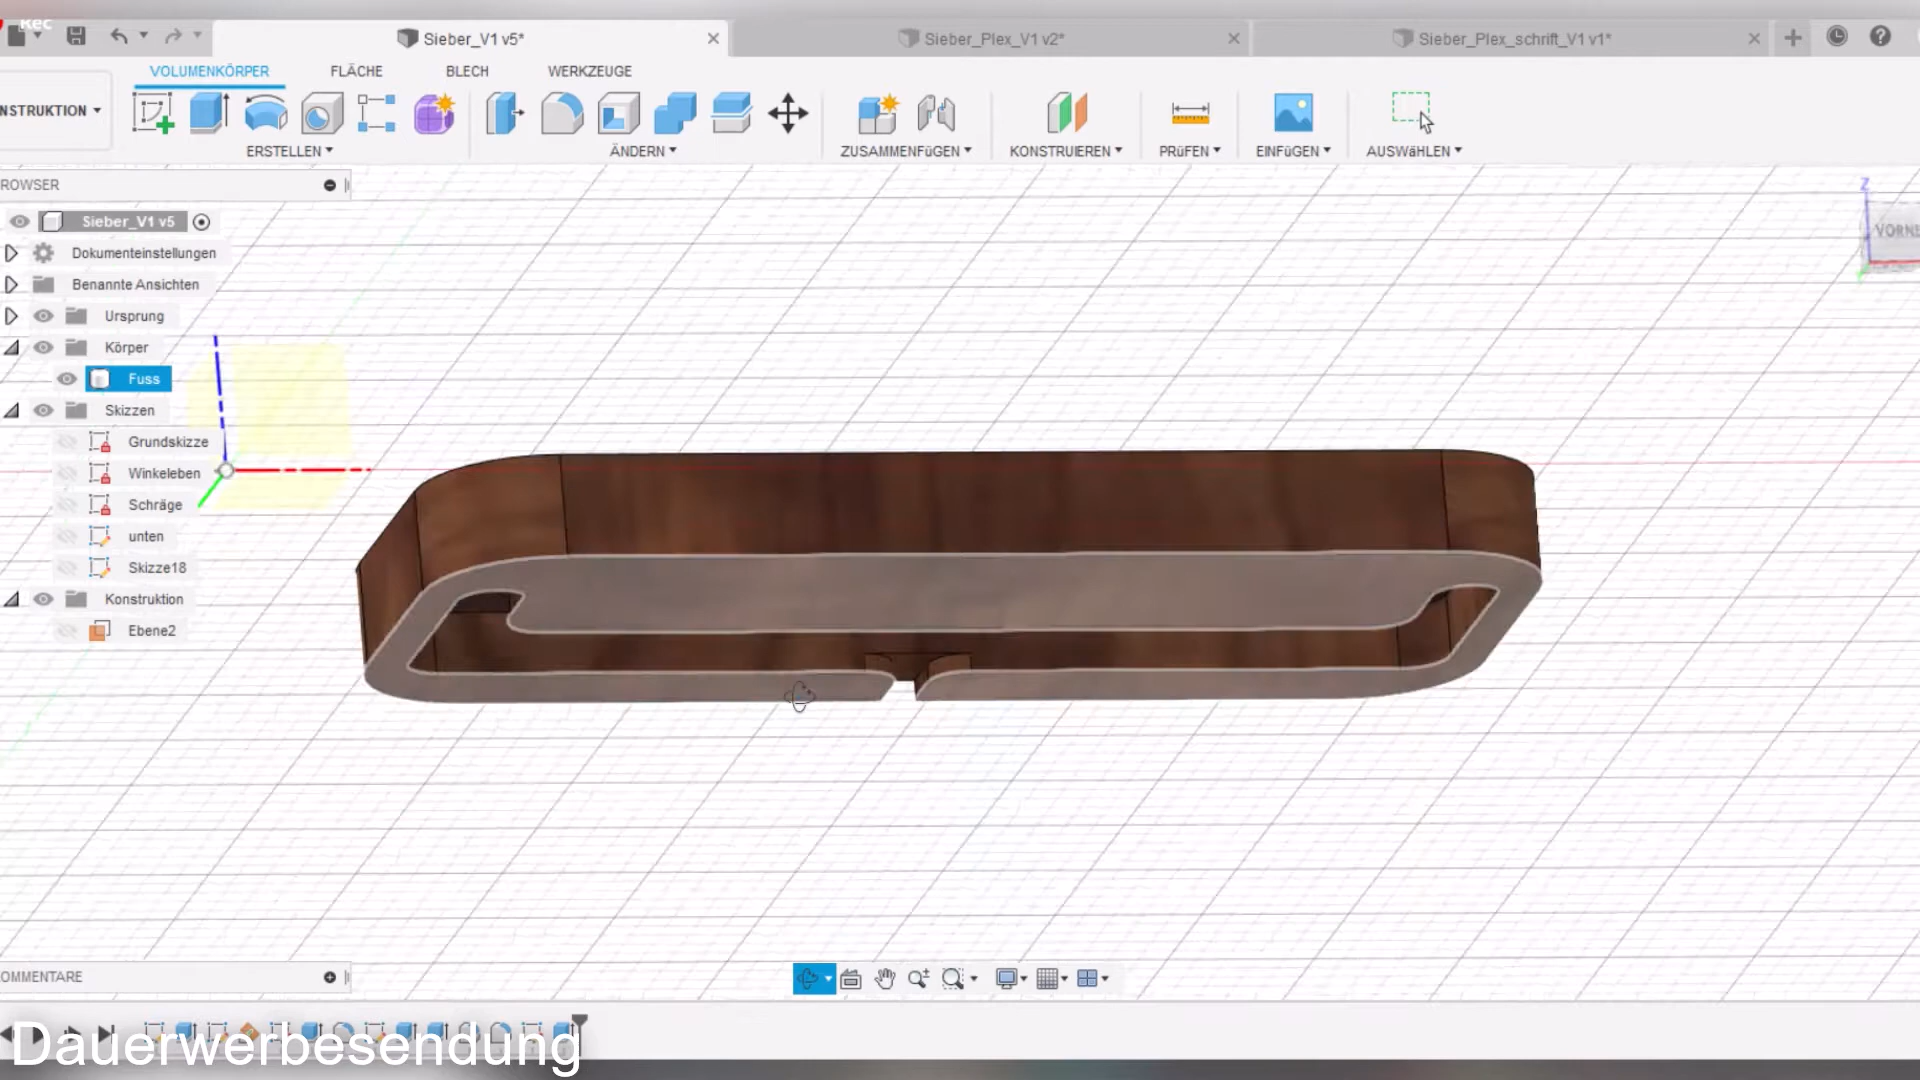 Rec
Sieber_V1 v5*
Sieber_Plex_V1 v2*
Sieber_Plex_schrift_V1 v1*
VOLUMENKÖRPER
FLÄCHE
BLECH
WERKZEUGE
NSTRUKTION
ERSTELLEN
ÄNDERN
ZUSAMMENFüGEN
KONSTRUIEREN
PRüFEN
EINFüGEN
AUSWäHLEN
ROWSER
Sieber_V1 v5
Dokumenteinstellungen
Benannte Ansichten
Ursprung
Körper
Fuss
Skizzen
Grundskizze
Winkeleben
Schräge
unten
Skizze18
Konstruktion
Ebene2
Z
VORNE
OMMENTARE
Dauerwerbesendung